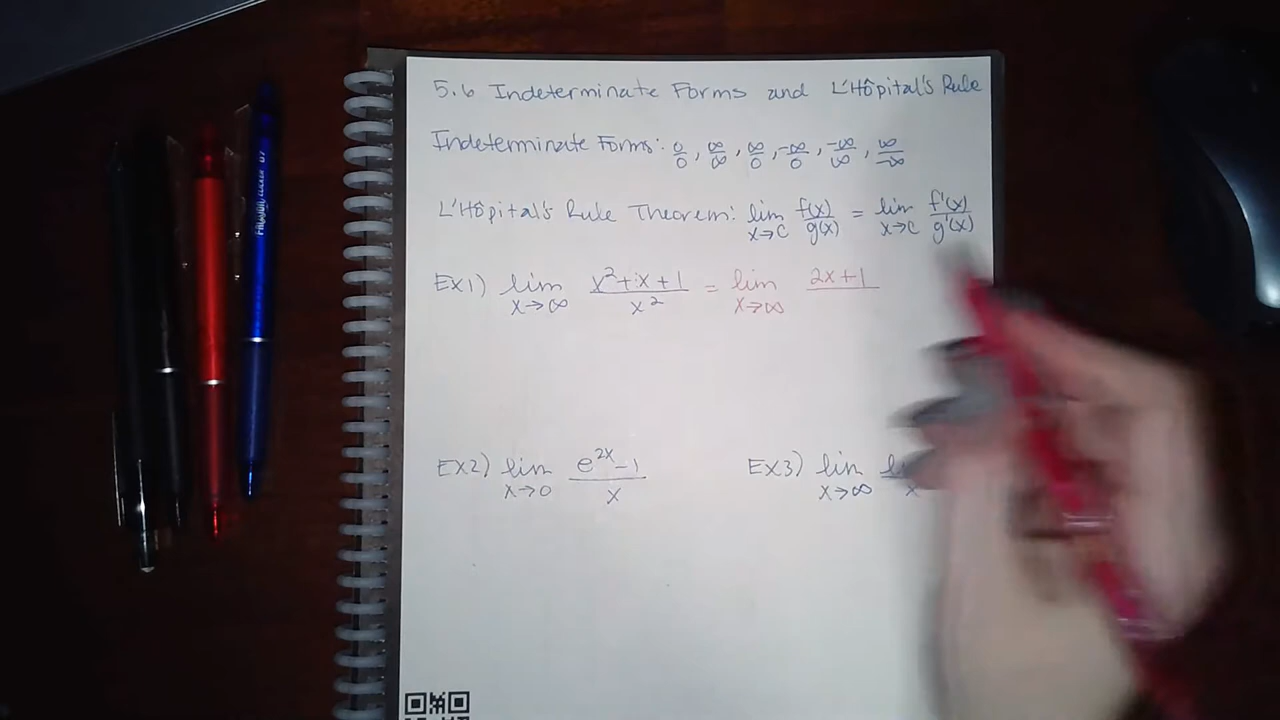 5.6 Indeterminate Forms and L'Hôpital's Rule
Indeterminate Forms: 0/0, ∞/∞, ∞/0, -∞/0, -∞/∞, ∞/-∞
L'Hôpital's Rule Theorem: lim x→c f(x)/g(x) = lim x→c f'(x)/g'(x)
EX1) lim x→∞ x²+x+1/x² = lim x→∞ 2x+1
EX2) lim x→0 e²ˣ-1/x
EX3) lim x→∞